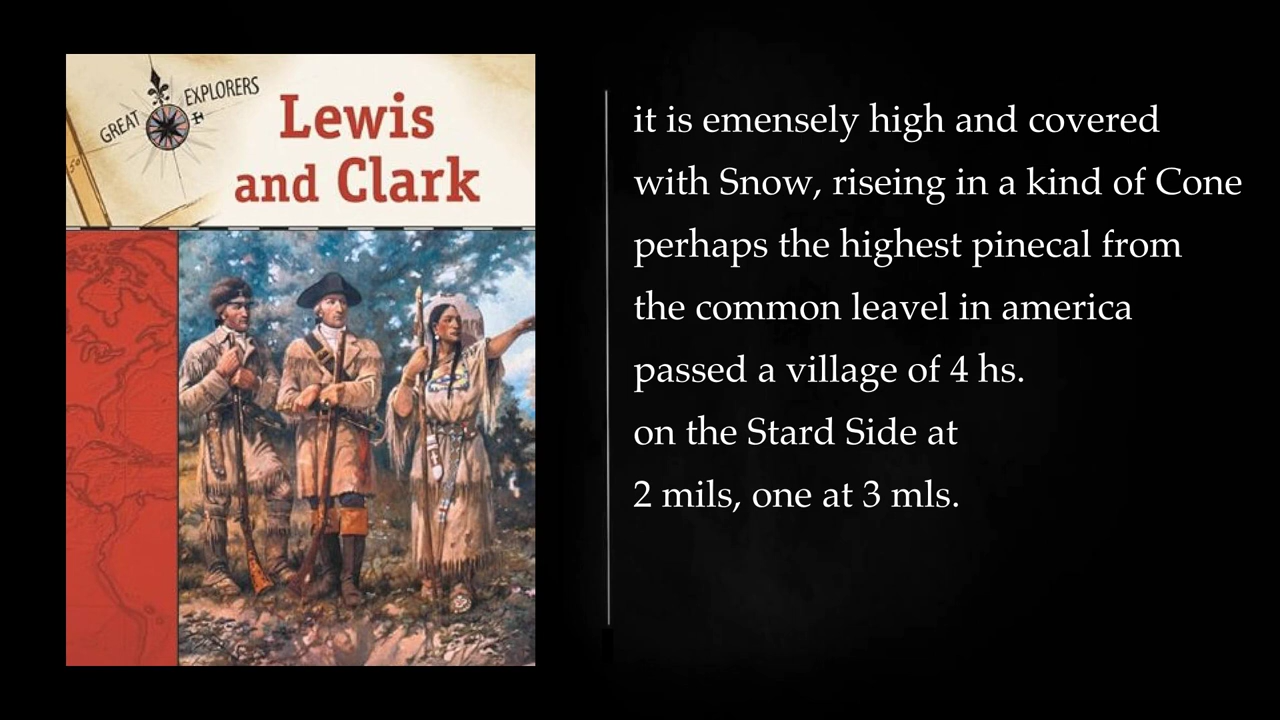 GREAT EXPLORERS
Lewis
and Clark
50
it is emensely high and covered
with Snow, riseing in a kind of Cone
perhaps the highest pinecal from
the common leavel in america
passed a village of 4 hs.
on the Stard Side at
2 mils, one at 3 mls.